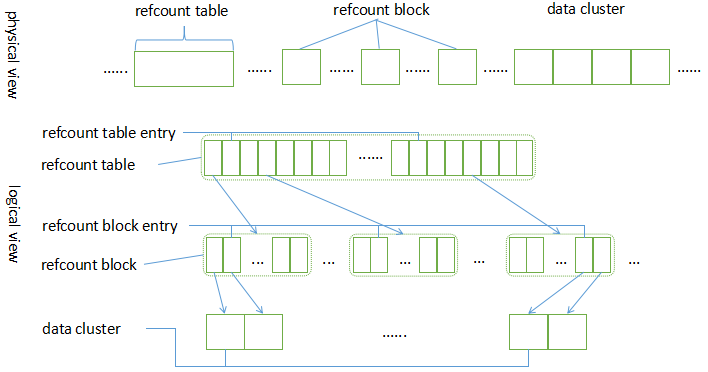 refcount table
refcount block
data cluster
physical view
...... ...... ...... ...... ...... ......
refcount table entry
refcount table
......
logical view
refcount block entry
refcount block
... ... ... ... ... ...
data cluster
......